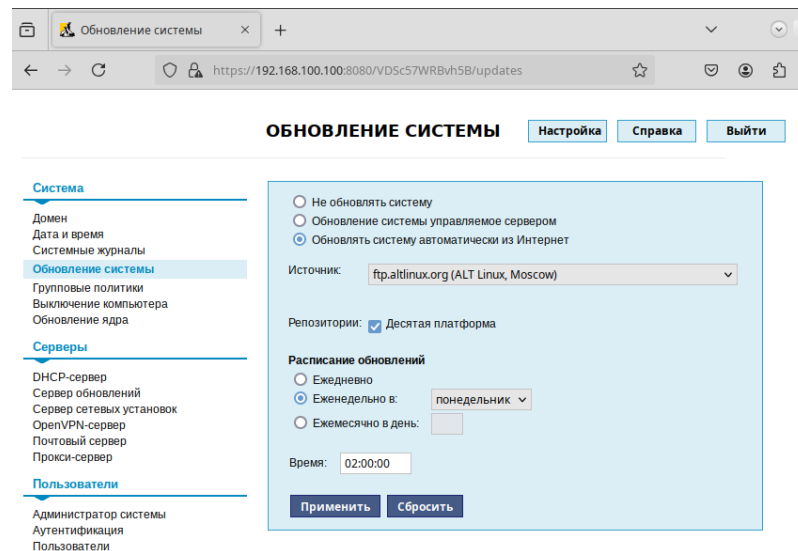 Обновление системы
https://192.168.100.100:8080/VDSc57WRBvh5B/updates
ОБНОВЛЕНИЕ СИСТЕМЫ
Настройка
Справка
Выйти
Система
Домен
Дата и время
Системные журналы
Обновление системы
Групповые политики
Выключение компьютера
Обновление ядра
Серверы
DHCP-сервер
Сервер обновлений
Сервер сетевых установок
OpenVPN-сервер
Почтовый сервер
Прокси-сервер
Пользователи
Администратор системы
Аутентификация
Пользователи
Не обновлять систему
Обновление системы управляемое сервером
Обновлять систему автоматически из Интернет
Источник: ftp.altlinux.org (ALT Linux, Moscow)
Репозитории: Десятая платформа
Расписание обновлений
Ежедневно
Еженедельно в: понедельник
Ежемесячно в день:
Время: 02:00:00
Применить
Сбросить